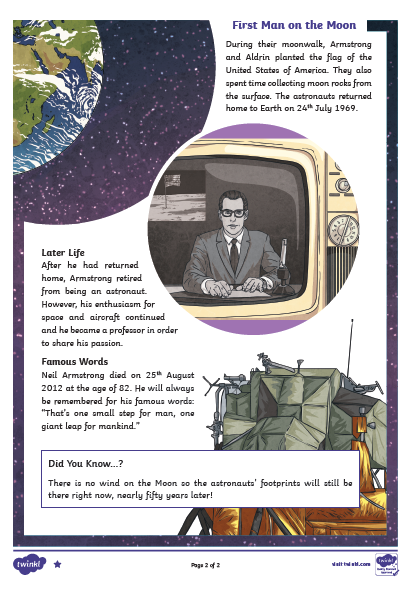 First Man on the Moon
During their moonwalk, Armstrong
and Aldrin planted the flag of the
United States of America. They also
spent time collecting moon rocks from
the surface. The astronauts returned
home to Earth on 24th July 1969.
Later Life
After he had returned
home, Armstrong retired
from being an astronaut.
However, his enthusiasm for
space and aircraft continued
and he became a professor in order
to share his passion.
Famous Words
Neil Armstrong died on 25th August
2012 at the age of 82. He will always
be remembered for his famous words:
“That’s one small step for man, one
giant leap for mankind.”
Did You Know...?
There is no wind on the Moon so the astronauts’ footprints will still be
there right now, nearly fifty years later!
twinkl
Page 2 of 2
visit twinkl.com
twinkl